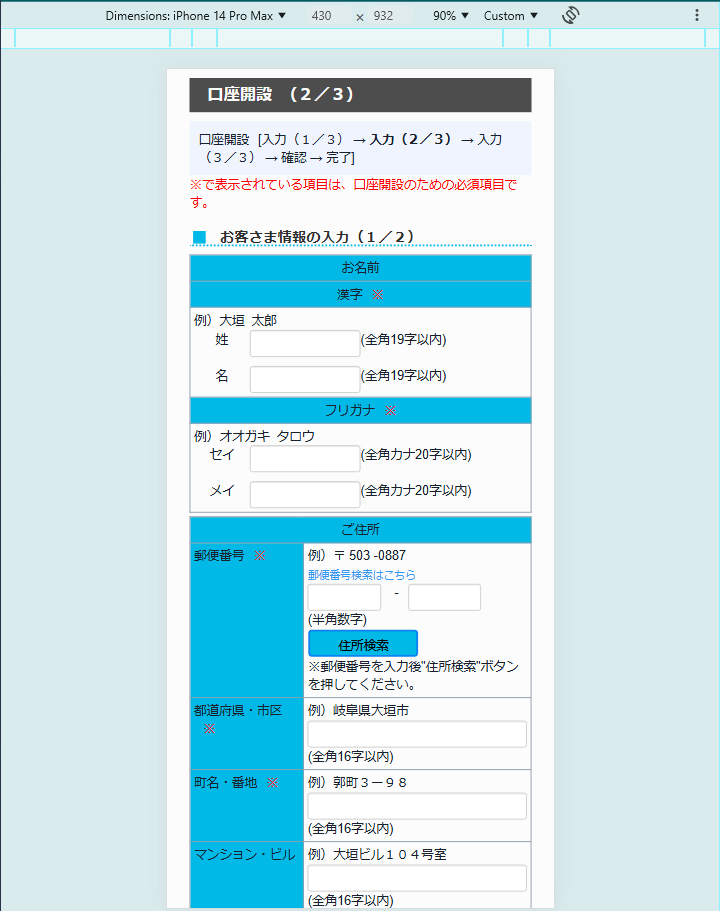 Dimensions: iPhone 14 Pro Max ▼ 430 × 932 90% ▼ Custom ▼
口座開設 （２／３）
口座開設 [入力（１／３） → 入力（２／３） → 入力
（３／３） → 確認 → 完了]
※で表示されている項目は、口座開設のための必須項目で
す。
■ お客さま情報の入力（１／２）
お名前
漢字 ※
例）大垣 太郎
姓 (全角19字以内)
名 (全角19字以内)
フリガナ ※
例）オオガキ タロウ
セイ (全角カナ20字以内)
メイ (全角カナ20字以内)
ご住所
郵便番号 ※ 例）〒 503 -0887
郵便番号検索はこちら
-
(半角数字)
住所検索
※郵便番号を入力後"住所検索"ボタン
を押してください。
都道府県・市区 例）岐阜県大垣市
※
(全角16字以内)
町名・番地 ※ 例）郭町３－９８
(全角16字以内)
マンション・ビル 例）大垣ビル１０４号室
(全角16字以内)